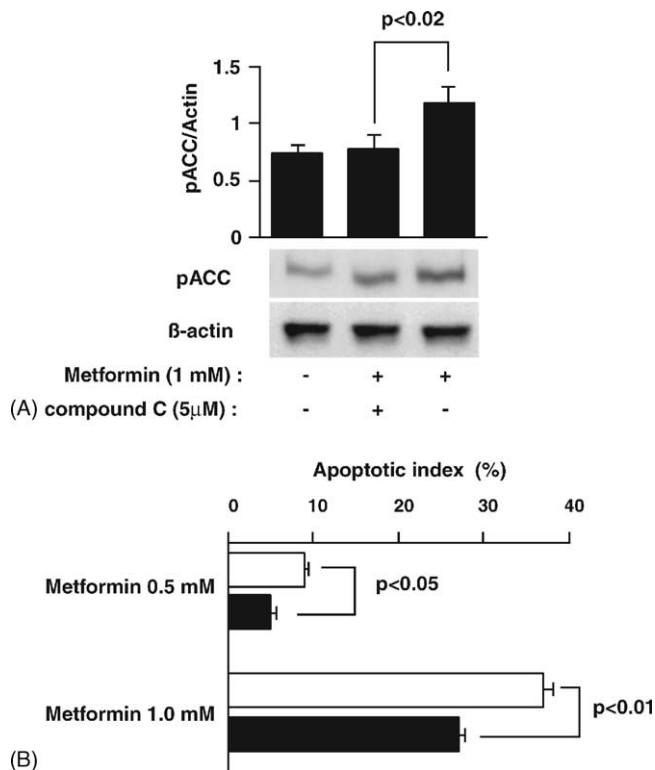 p<0.02
1.5
1
0.5
0
pACC/Actin
pACC
ß-actin
Metformin (1 mM) : - + +
(A) compound C (5µM) : - + -
Apoptotic index (%)
0 10 20 30 40
Metformin 0.5 mM
p<0.05
Metformin 1.0 mM
p<0.01
(B)